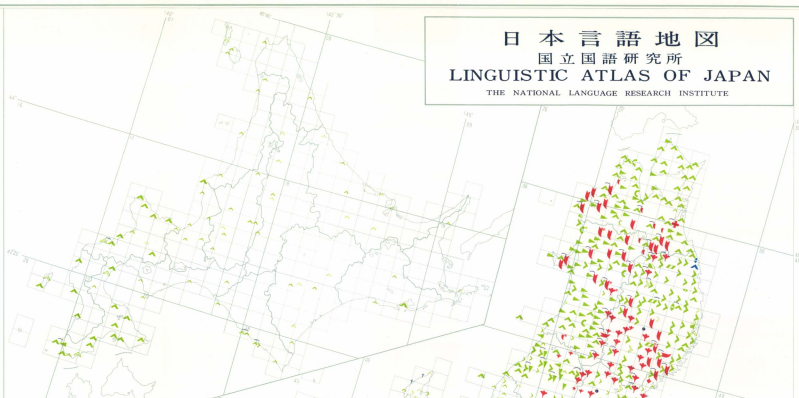 日本言語地図
国立国語研究所
LINGUISTIC ATLAS OF JAPAN
THE NATIONAL LANGUAGE RESEARCH INSTITUTE